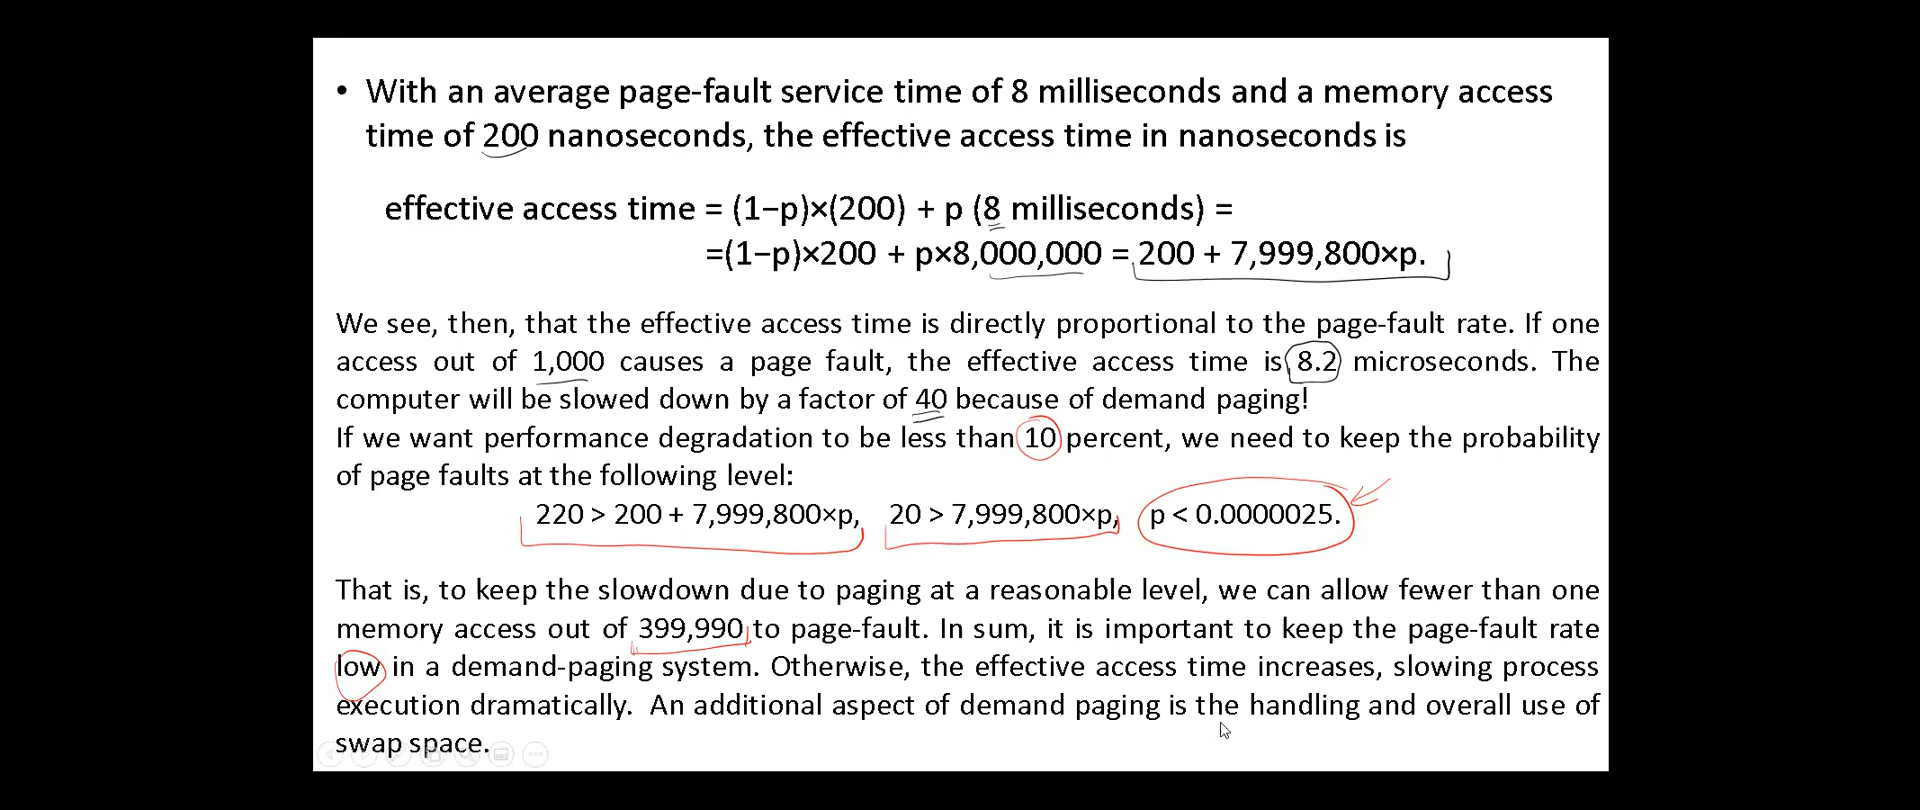 • With an average page-fault service time of 8 milliseconds and a memory access
time of 200 nanoseconds, the effective access time in nanoseconds is
effective access time = (1−p)×(200) + p (8 milliseconds) =
=(1−p)×200 + p×8,000,000 = 200 + 7,999,800×p.
We see, then, that the effective access time is directly proportional to the page-fault rate. If one
access out of 1,000 causes a page fault, the effective access time is 8.2 microseconds. The
computer will be slowed down by a factor of 40 because of demand paging!
If we want performance degradation to be less than 10 percent, we need to keep the probability
of page faults at the following level:
220 > 200 + 7,999,800×p, 20 > 7,999,800×p, p < 0.0000025.
That is, to keep the slowdown due to paging at a reasonable level, we can allow fewer than one
memory access out of 399,990 to page-fault. In sum, it is important to keep the page-fault rate
low in a demand-paging system. Otherwise, the effective access time increases, slowing process
execution dramatically. An additional aspect of demand paging is the handling and overall use of
swap space.